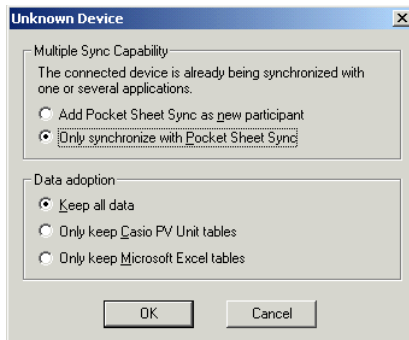 Unknown Device
Multiple Sync Capability
The connected device is already being synchronized with
one or several applications.
Add Pocket Sheet Sync as new participant
Only synchronize with Pocket Sheet Sync
Data adoption
Keep all data
Only keep Casio PV Unit tables
Only keep Microsoft Excel tables
OK Cancel